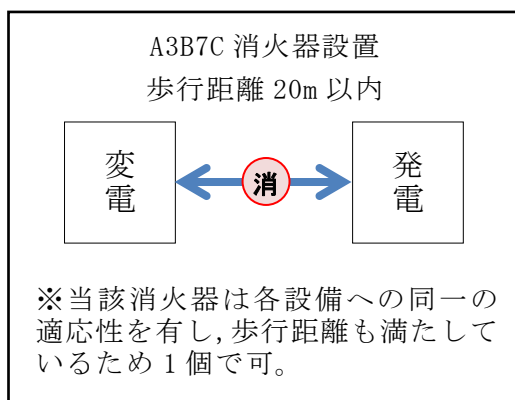 A3B7C 消火器設置
歩行距離 20m 以内
変電
消
発電
※当該消火器は各設備への同一の
適応性を有し,歩行距離も満たして
いるため 1 個で可。